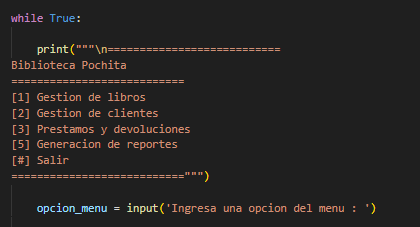 while True:
print("""\n===========================
Biblioteca Pochita
===========================
[1] Gestion de libros
[2] Gestion de clientes
[3] Prestamos y devoluciones
[5] Generacion de reportes
[#] Salir
===========================""")
opcion_menu = input('Ingresa una opcion del menu : ')